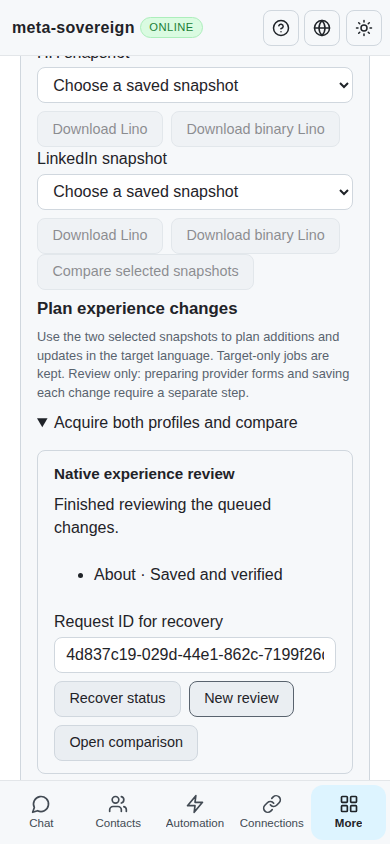 meta-sovereign ONLINE
HH snapshot
Choose a saved snapshot
Download Lino Download binary Lino
LinkedIn snapshot
Choose a saved snapshot
Download Lino Download binary Lino
Compare selected snapshots
Plan experience changes
Use the two selected snapshots to plan additions and
updates in the target language. Target-only jobs are
kept. Review only: preparing provider forms and saving
each change require a separate step.
▼ Acquire both profiles and compare
Native experience review
Finished reviewing the queued
changes.
• About · Saved and verified
Request ID for recovery
4d837c19-029d-44e1-862c-7199f26
Recover status New review
Open comparison
Chat Contacts Automation Connections More